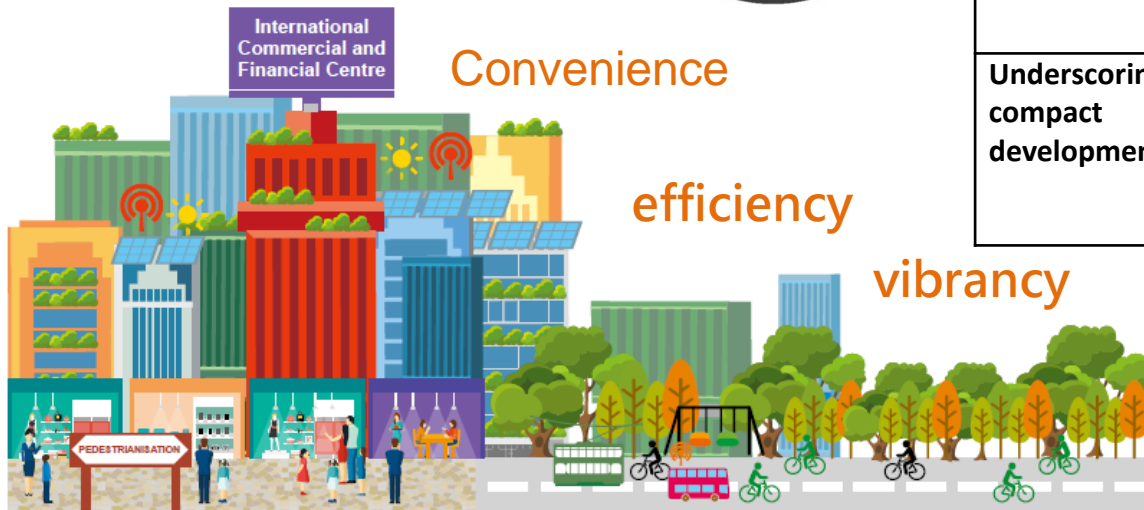 International
Commercial and
Financial Centre
Convenience
compact
efficiency
vibrancy
PEDESTRIANISATION